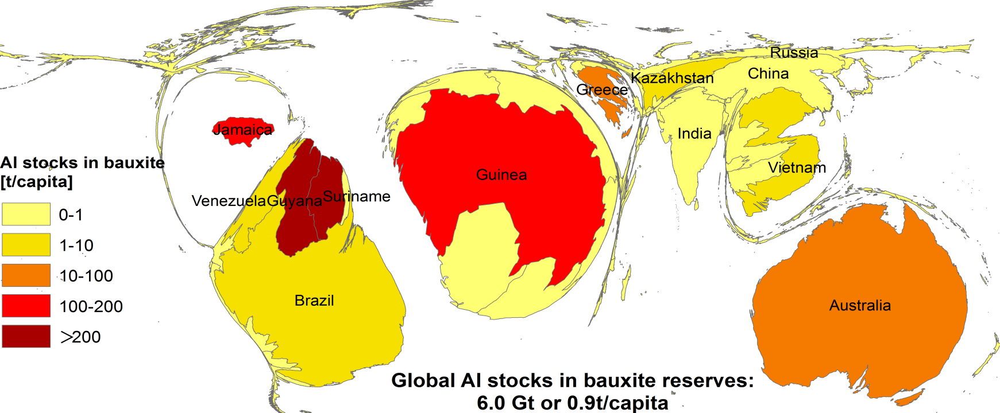 Russia
China
Kazakhstan
Greece
Jamaica
India
Al stocks in bauxite
[t/capita]
Vietnam
Guinea
Venezuela
Guyana
Suriname
0-1
1-10
10-100
100-200
>200
Brazil
Australia
Global Al stocks in bauxite reserves:
6.0 Gt or 0.9t/capita